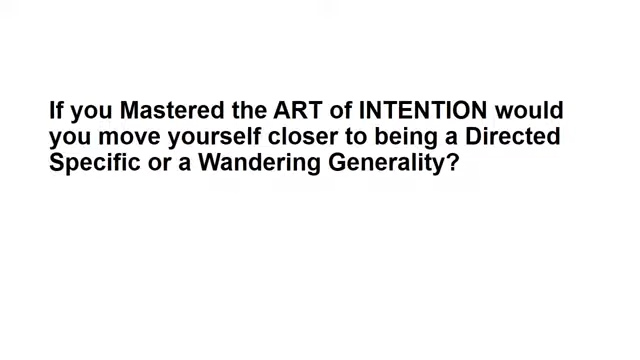 If you Mastered the ART of INTENTION would
you move yourself closer to being a Directed
Specific or a Wandering Generality?